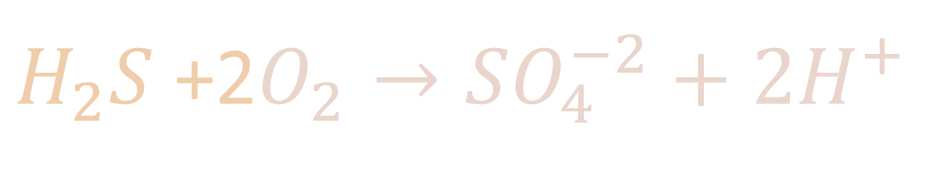 H₂S +2O₂ → SO₄⁻² + 2H⁺